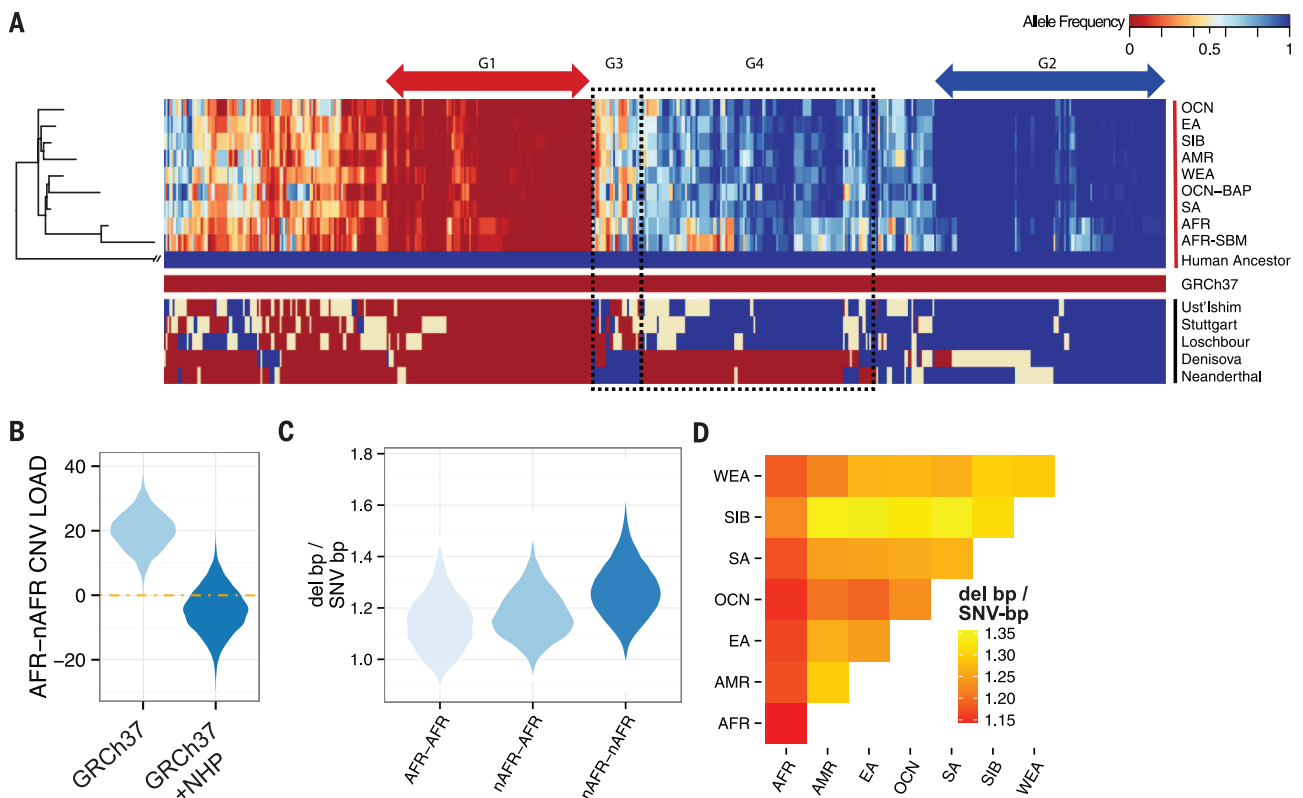 A
Allele Frequency
0 0.5 1
G1 G3 G4 G2
OCN
EA
SIB
AMR
WEA
OCN-BAP
SA
AFR
AFR-SBM
Human Ancestor
GRCh37
Ust'Ishim
Stuttgart
Loschbour
Denisova
Neanderthal
B
AFR-nAFR CNV LOAD
40
20
0
-20
GRCh37
GRCh37
+NHP
C
del bp /
SNV bp
1.8
1.6
1.4
1.2
1.0
AFR-AFR
nAFR-AFR
nAFR-nAFR
D
WEA
SIB
SA
OCN
EA
AMR
AFR
del bp /
SNV-bp
1.35
1.30
1.25
1.20
1.15
AFR AMR EA OCN SA SIB WEA